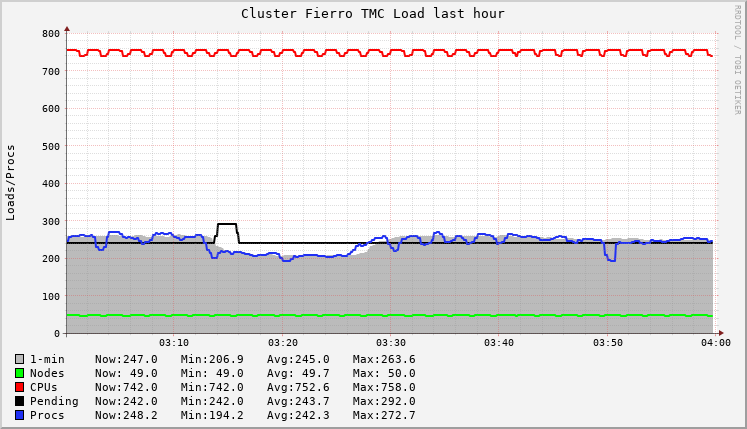 Cluster Fierro TMC Load last hour
RRDTOOL / TOBI OETIKER
Loads/Procs
800
700
600
500
400
300
200
100
0
03:10 03:20 03:30 03:40 03:50 04:00
1-min Now:247.0 Min:206.9 Avg:245.0 Max:263.6
Nodes Now: 49.0 Min: 49.0 Avg: 49.7 Max: 50.0
CPUs Now:742.0 Min:742.0 Avg:752.6 Max:758.0
Pending Now:242.0 Min:242.0 Avg:243.7 Max:292.0
Procs Now:248.2 Min:194.2 Avg:242.3 Max:272.7